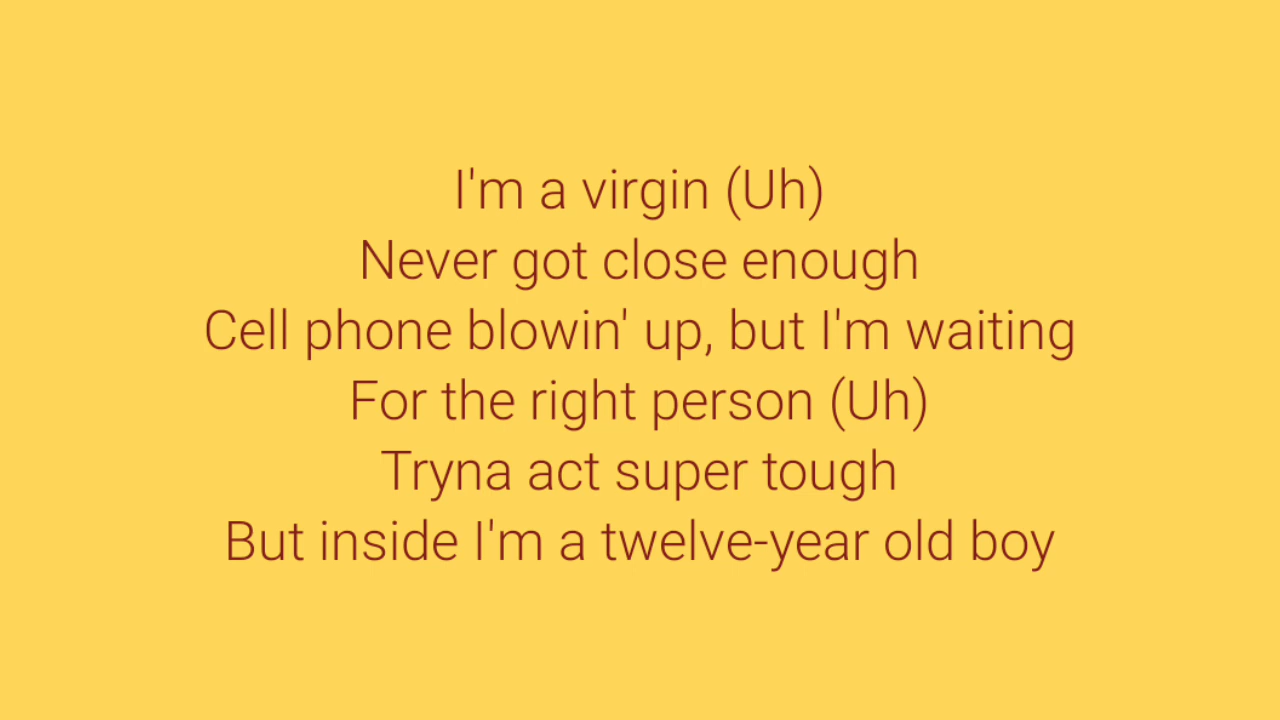 I'm a virgin (Uh)
Never got close enough
Cell phone blowin' up, but I'm waiting
For the right person (Uh)
Tryna act super tough
But inside I'm a twelve-year old boy